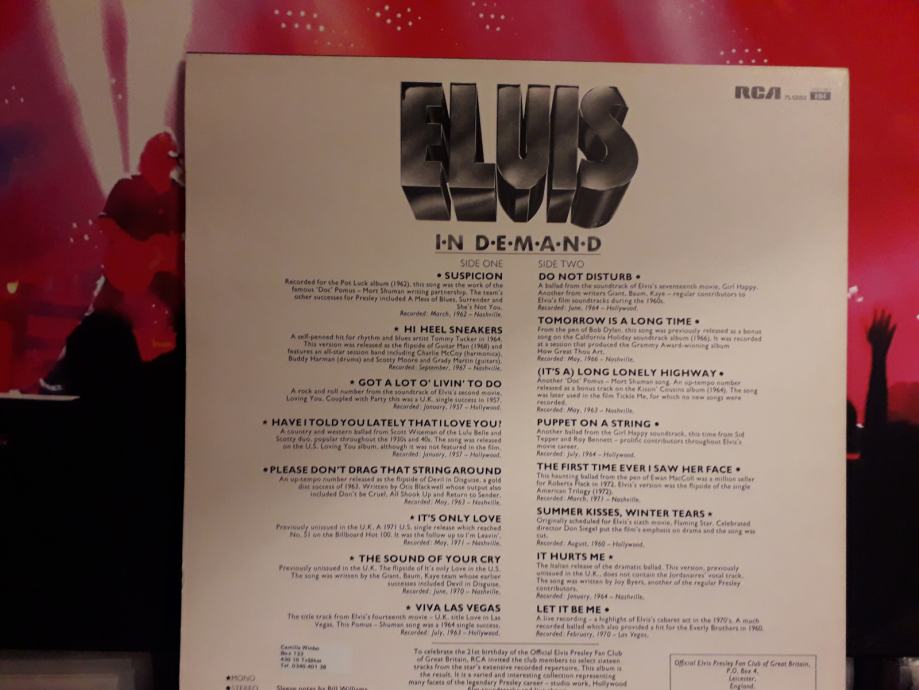 ELVIS
RCA
I·N D·E·M·A·N·D
SIDE ONE
• SUSPICION
Recorded for the Pot Luck album (1962), this song was the work of the
famous 'Doc' Pomus – Mort Shuman writing partnership. The team's
other successes for Presley included A Mess of Blues, Surrender and
She's Not You.
Recorded: March, 1962 – Nashville.
★ HI HEEL SNEAKERS
A self-penned hit for rhythm and blues artist Tommy Tucker in 1964.
This version was released as the flipside of Guitar Man (1968) and
features an all-star session band including Charlie McCoy (harmonica),
Buddy Harman (drums) and Scotty Moore and Grady Martin (guitars).
Recorded: September, 1967 – Nashville.
• GOT A LOT O' LIVIN' TO DO
A rock and roll number from the soundtrack of Elvis's second movie,
Loving You. Coupled with Party this was a U.K. single success in 1957.
Recorded: January, 1957 – Hollywood.
★ HAVE I TOLD YOU LATELY THAT I LOVE YOU?
A country and western ballad from Scott Wiseman of the Lulu Belle and
Scotty duo, popular throughout the 1930s and 40s. The song was released
on the U.S. Loving You album, although it was not featured in the film.
Recorded: January, 1957 – Hollywood.
• PLEASE DON'T DRAG THAT STRING AROUND
An up-tempo number released as the flipside of Devil in Disguise, a gold
disc success of 1963. Written by Otis Blackwell whose output also
included Don't be Cruel, All Shook Up and Return to Sender.
Recorded: May, 1963 – Nashville.
★ IT'S ONLY LOVE
Previously unissued in the U.K. A 1971 U.S. single release which reached
No. 51 on the Billboard Hot 100. It was the follow up to I'm Leavin'.
Recorded: May, 1971 – Nashville.
★ THE SOUND OF YOUR CRY
Previously unissued in the U.K. The flipside of It's only Love in the U.S.
The song was written by the Grant, Baum, Kaye team whose earlier
successes included Devil in Disguise.
Recorded: June, 1970 – Nashville.
★ VIVA LAS VEGAS
The title track from Elvis's fourteenth movie – U.K. title Love in Las
Vegas. This Pomus – Shuman song was a 1964 single success.
Recorded: July, 1963 – Hollywood.
SIDE TWO
DO NOT DISTURB •
A ballad from the soundtrack of Elvis's seventeenth movie, Girl Happy.
Another from writers Grant, Baum, Kaye – regular contributors to
Elvis's film soundtracks during the 1960s.
Recorded: June, 1964 – Hollywood.
TOMORROW IS A LONG TIME •
From the pen of Bob Dylan, this song was previously released as a bonus
song on the California Holiday soundtrack album (1966). It was recorded
at a session that produced the Grammy Award-winning album
How Great Thou Art.
Recorded: May, 1966 – Nashville.
(IT'S A) LONG LONELY HIGHWAY •
Another 'Doc' Pomus – Mort Shuman song. An up-tempo number
released as a bonus track on the Kissin' Cousins album (1964). The song
was later used in the film Tickle Me, for which no new songs were
recorded.
Recorded: May, 1963 – Nashville.
PUPPET ON A STRING •
Another ballad from the Girl Happy soundtrack, this time from Sid
Tepper and Roy Bennett – prolific contributors throughout Elvis's
movie career.
Recorded: July, 1964 – Hollywood.
THE FIRST TIME EVER I SAW HER FACE •
This haunting ballad from the pen of Ewan MacColl was a million seller
for Roberta Flack in 1972. Elvis's version was the flipside of the single
American Trilogy (1972).
Recorded: March, 1971 – Nashville.
SUMMER KISSES, WINTER TEARS ★
Originally scheduled for Elvis's sixth movie, Flaming Star. Celebrated
director Don Siegel put the film's emphasis on drama and the song was
cut.
Recorded: August, 1960 – Hollywood.
IT HURTS ME ★
The Italian release of the dramatic ballad. This version, previously
unissued in the U.K., does not contain the Jordanaires' vocal track.
The song was written by Joy Byers, another of the regular Presley
contributors.
Recorded: January, 1964 – Nashville.
LET IT BE ME •
A live recording – a highlight of Elvis's cabaret act in the 1970's. A much
recorded ballad which also provided a hit for the Everly Brothers in 1960.
Recorded: February, 1970 – Las Vegas.
Camilla
Box 133
430 10 Tvååker
Tel. 0340-401 38
★MONO
•STEREO
Sleeve notes by Bill Williams
To celebrate the 21st birthday of the Official Elvis Presley Fan Club
of Great Britain, RCA invited the club members to select sixteen
tracks from the star's extensive recorded repertoire. This album is
the result. It is a varied and interesting collection representing
many facets of the legendary Presley career – studio work, Hollywood
Official Elvis Presley Fan Club of Great Britain,
P.O. Box 4,
Leicester,
England.